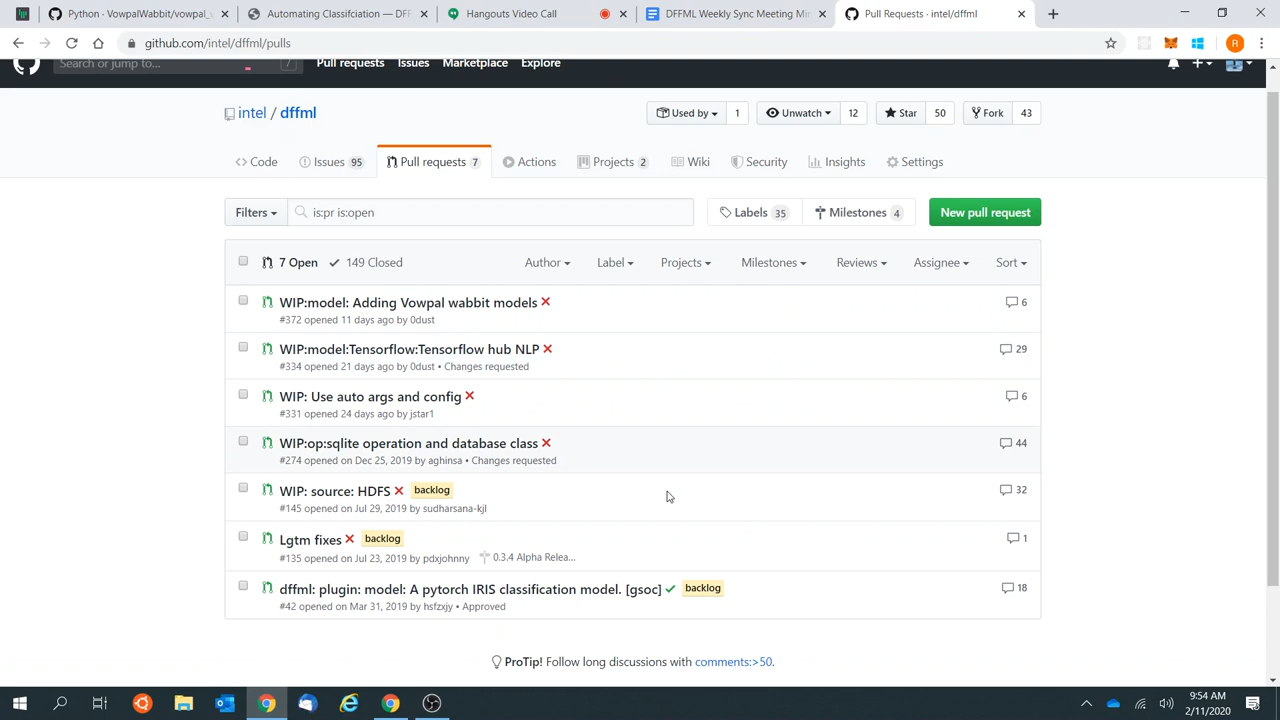 Python · VowpalWabbit/vowpal_
Automating Classifciation — DFF
Hangouts Video Call
DFFML Weekly Sync Meeting Mi
Pull Requests · intel/dffml
github.com/intel/dffml/pulls
R
Search or jump to...
/
Pull requests
Issues
Marketplace
Explore
intel / dffml
Used by
1
Unwatch
12
Star
50
Fork
43
Code
Issues 95
Pull requests 7
Actions
Projects 2
Wiki
Security
Insights
Settings
Filters
is:pr is:open
Labels 35
Milestones 4
New pull request
7 Open
149 Closed
Author
Label
Projects
Milestones
Reviews
Assignee
Sort
WIP:model: Adding Vowpal wabbit models
6
#372 opened 11 days ago by 0dust
WIP:model:Tensorflow:Tensorflow hub NLP
29
#334 opened 21 days ago by 0dust • Changes requested
WIP: Use auto args and config
6
#331 opened 24 days ago by jstar1
WIP:op:sqlite operation and database class
44
#274 opened on Dec 25, 2019 by aghinsa • Changes requested
WIP: source: HDFS backlog
32
#145 opened on Jul 29, 2019 by sudharsana-kjl
Lgtm fixes backlog
1
#135 opened on Jul 23, 2019 by pdxjohnny 0.3.4 Alpha Relea...
dffml: plugin: model: A pytorch IRIS classification model. [gsoc] backlog
18
#42 opened on Mar 31, 2019 by hsfzxjy • Approved
ProTip! Follow long discussions with comments:>50.
9:54 AM
2/11/2020